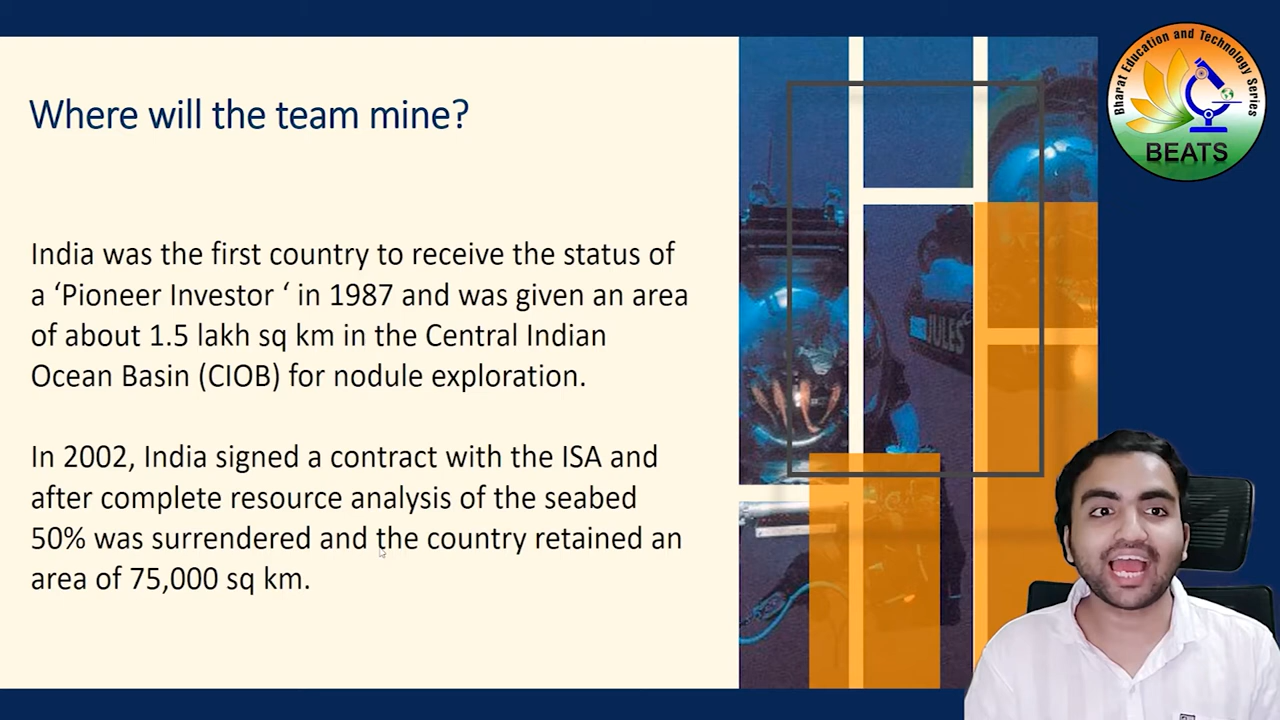 Where will the team mine?
India was the first country to receive the status of
a ‘Pioneer Investor ‘ in 1987 and was given an area
of about 1.5 lakh sq km in the Central Indian
Ocean Basin (CIOB) for nodule exploration.
In 2002, India signed a contract with the ISA and
after complete resource analysis of the seabed
50% was surrendered and the country retained an
area of 75,000 sq km.
JULES
Bharat Education and Technology Series
BEATS